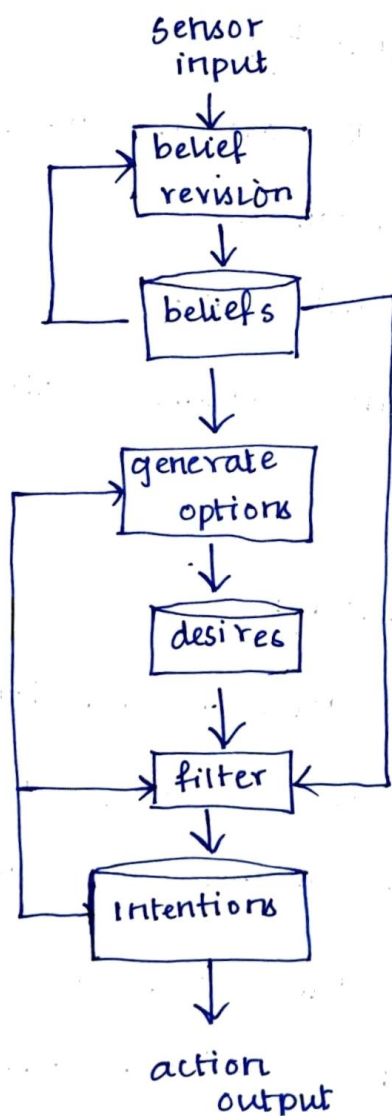 sensor
input
belief
revision
beliefs
generate
options
desires
filter
Intentions
action
output